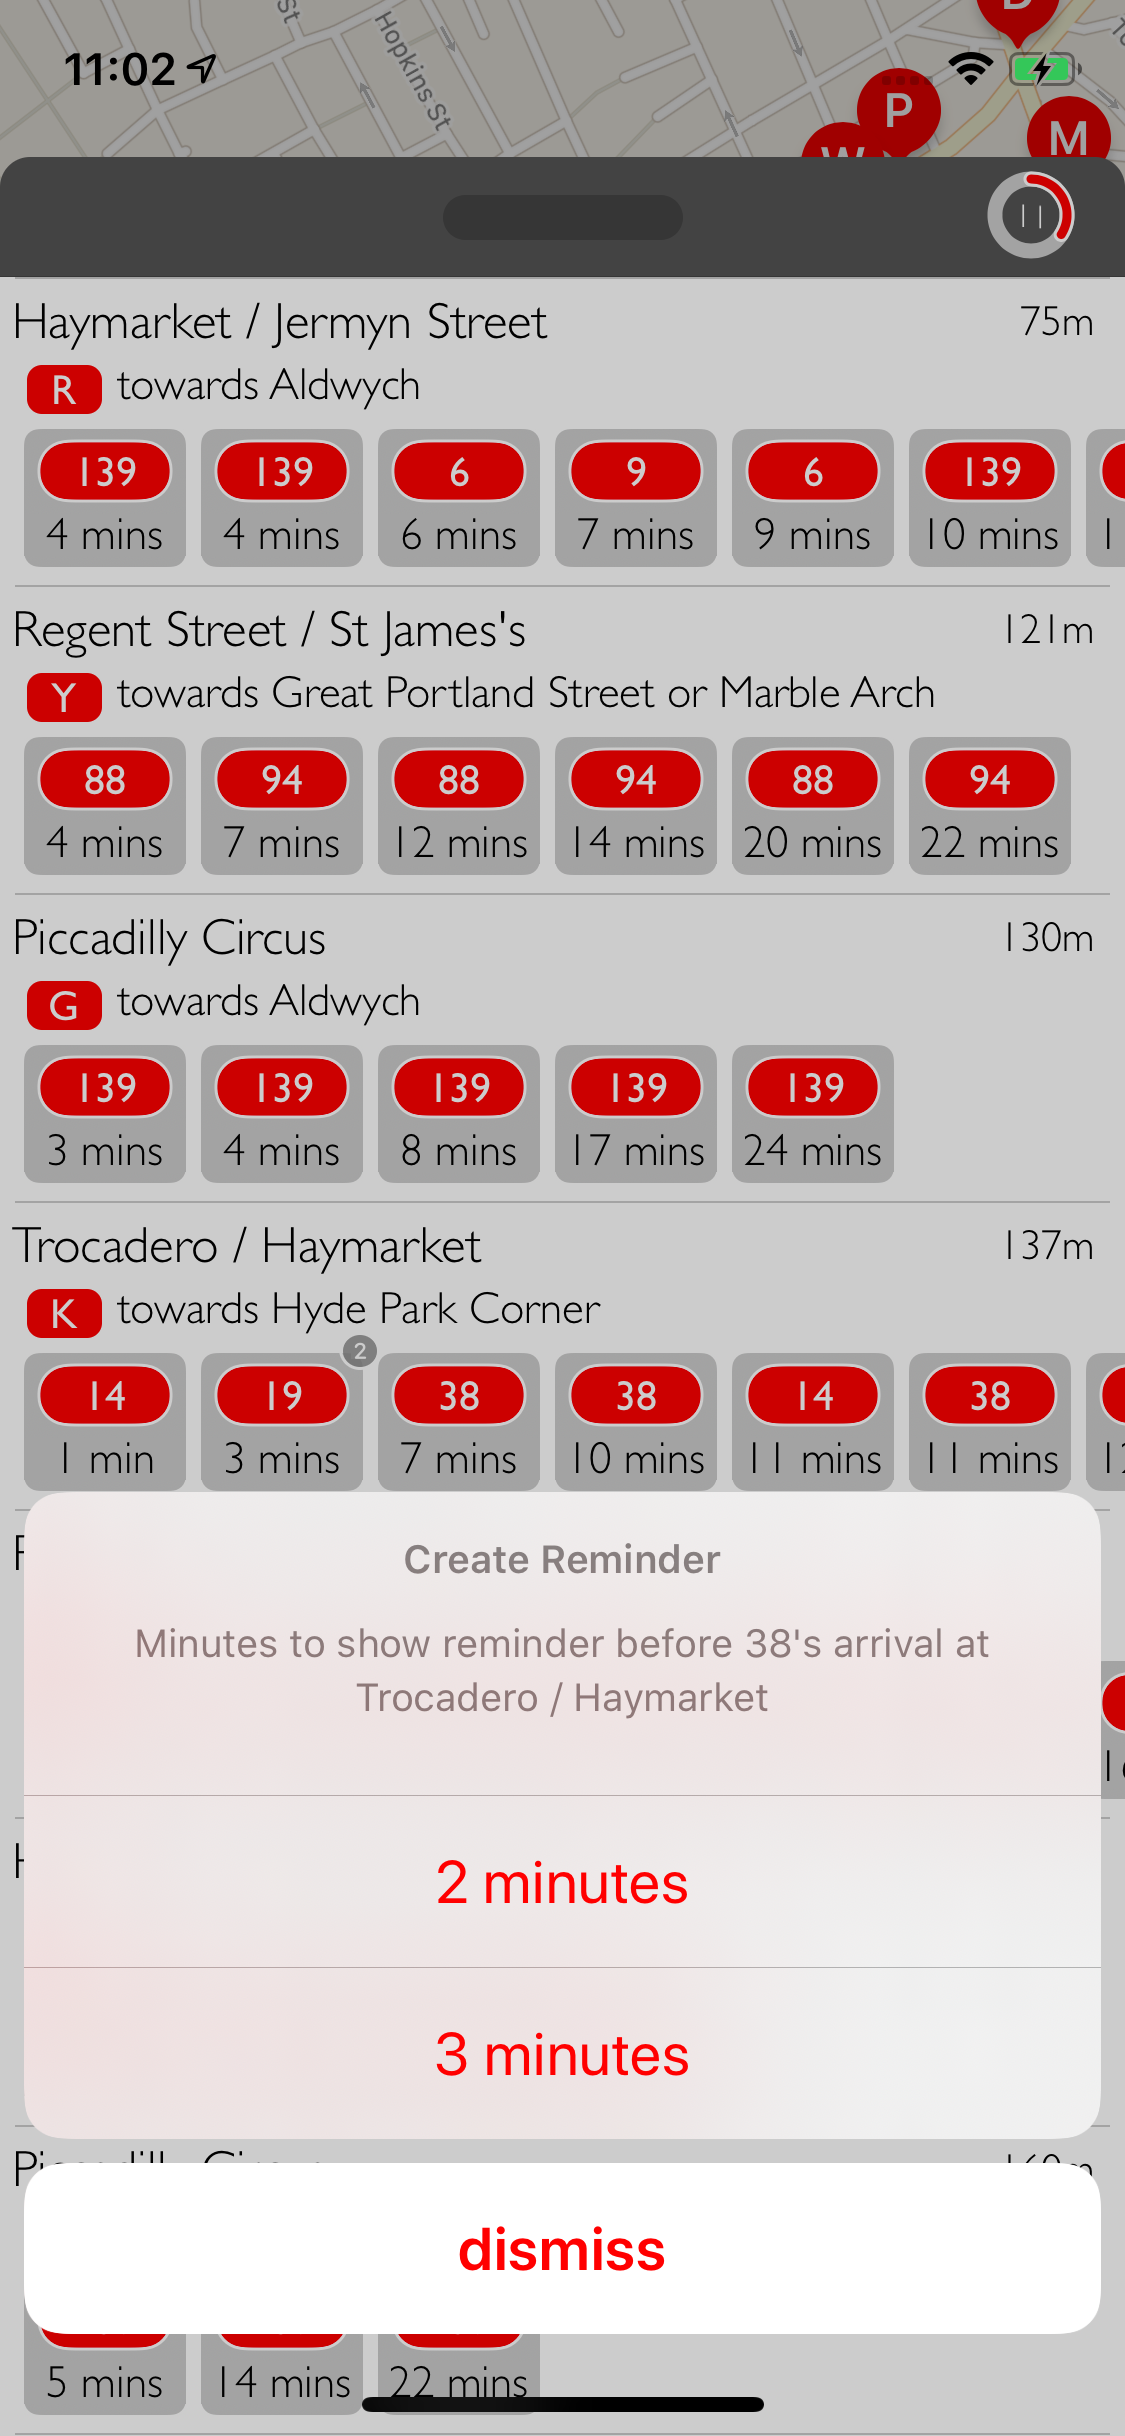 St
Hopkins St
11:02
D
P
W
M
Haymarket / Jermyn Street 75m
R towards Aldwych
139 139 6 9 6 139
4 mins 4 mins 6 mins 7 mins 9 mins 10 mins 1
Regent Street / St James's 121m
Y towards Great Portland Street or Marble Arch
88 94 88 94 88 94
4 mins 7 mins 12 mins 14 mins 20 mins 22 mins
Piccadilly Circus 130m
G towards Aldwych
139 139 139 139 139
3 mins 4 mins 8 mins 17 mins 24 mins
Trocadero / Haymarket 137m
K towards Hyde Park Corner
2
14 19 38 38 14 38
1 min 3 mins 7 mins 10 mins 11 mins 11 mins 12
Create Reminder
Minutes to show reminder before 38's arrival at
Trocadero / Haymarket
2 minutes
3 minutes
Piccadilly Circus 160m
dismiss
5 mins 14 mins 22 mins